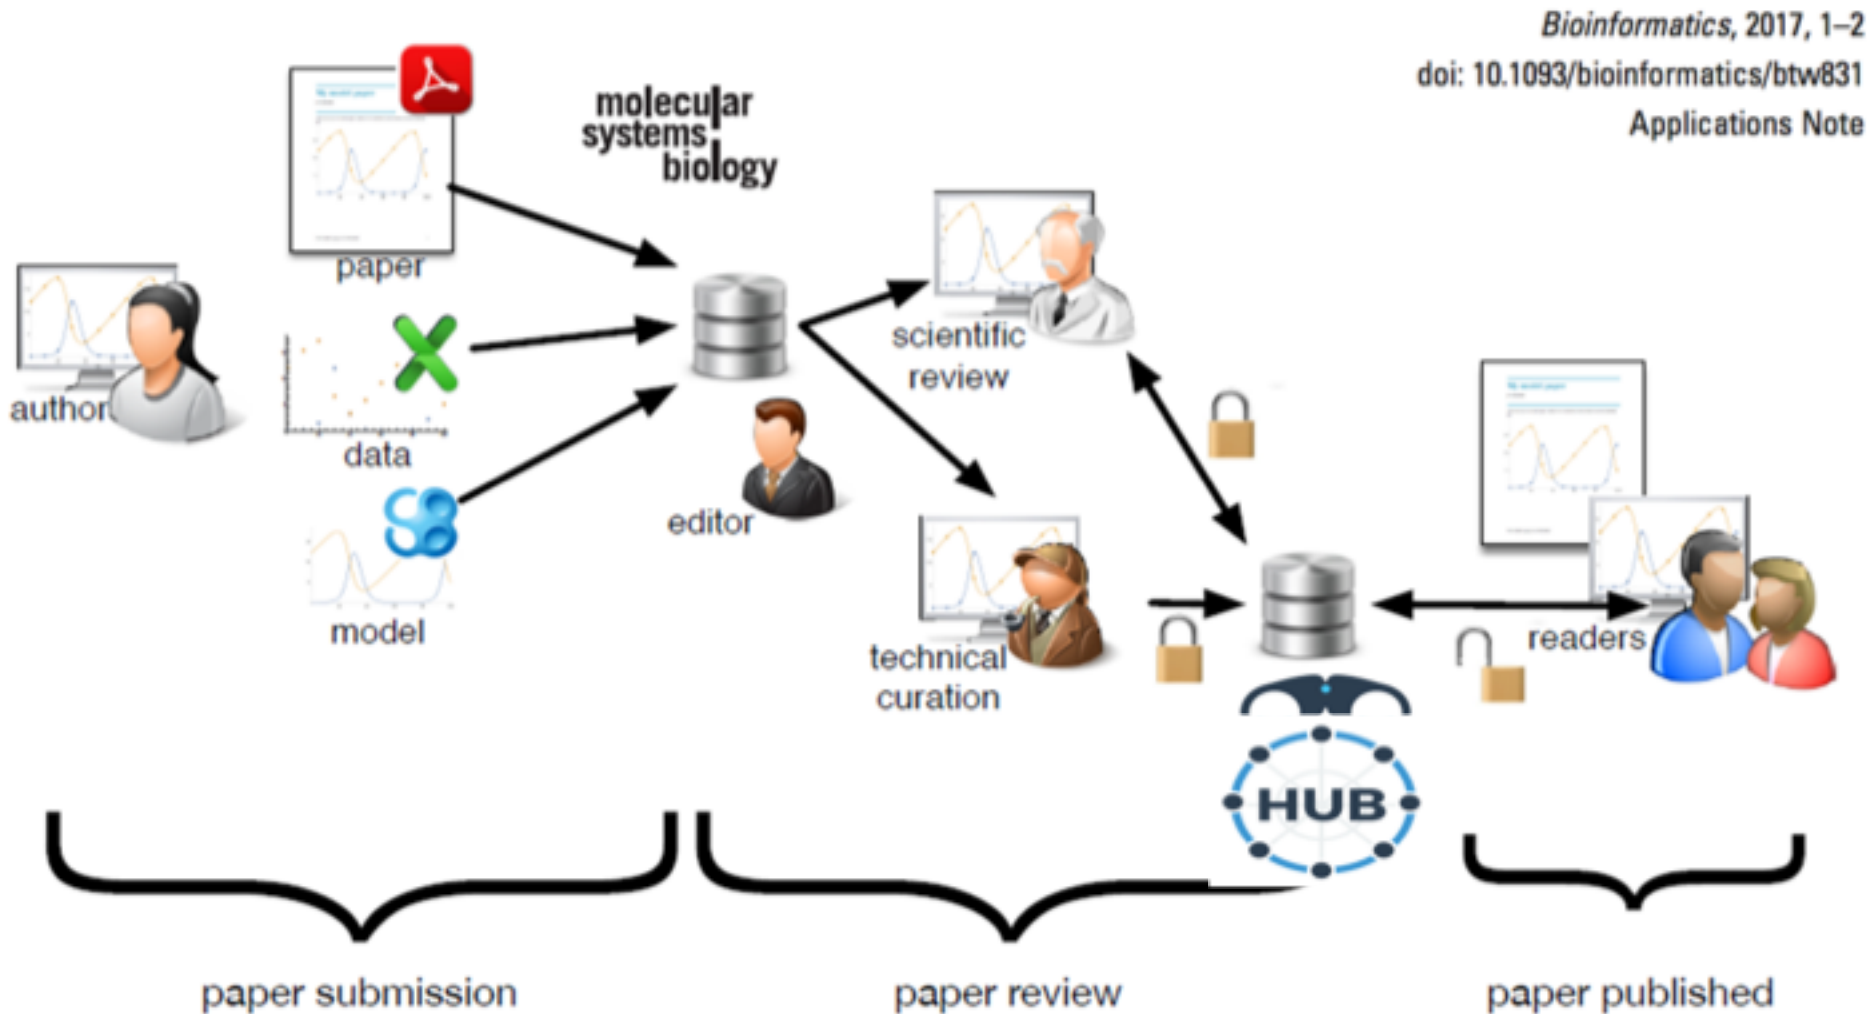 Bioinformatics, 2017, 1–2
doi: 10.1093/bioinformatics/btw831
Applications Note
molecular
systems
biology
paper
author
data
model
editor
scientific
review
technical
curation
readers
HUB
paper submission
paper review
paper published